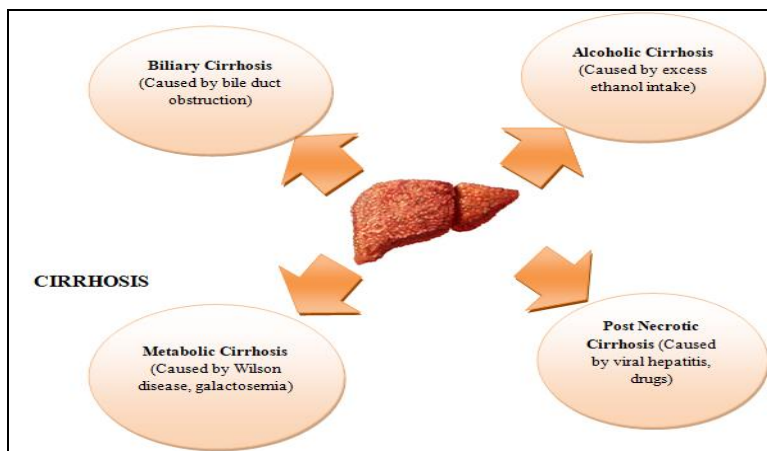 Biliary Cirrhosis
(Caused by bile duct
obstruction)
Alcoholic Cirrhosis
(Caused by excess
ethanol intake)
CIRRHOSIS
Metabolic Cirrhosis
(Caused by Wilson
disease, galactosemia)
Post Necrotic
Cirrhosis (Caused
by viral hepatitis,
drugs)